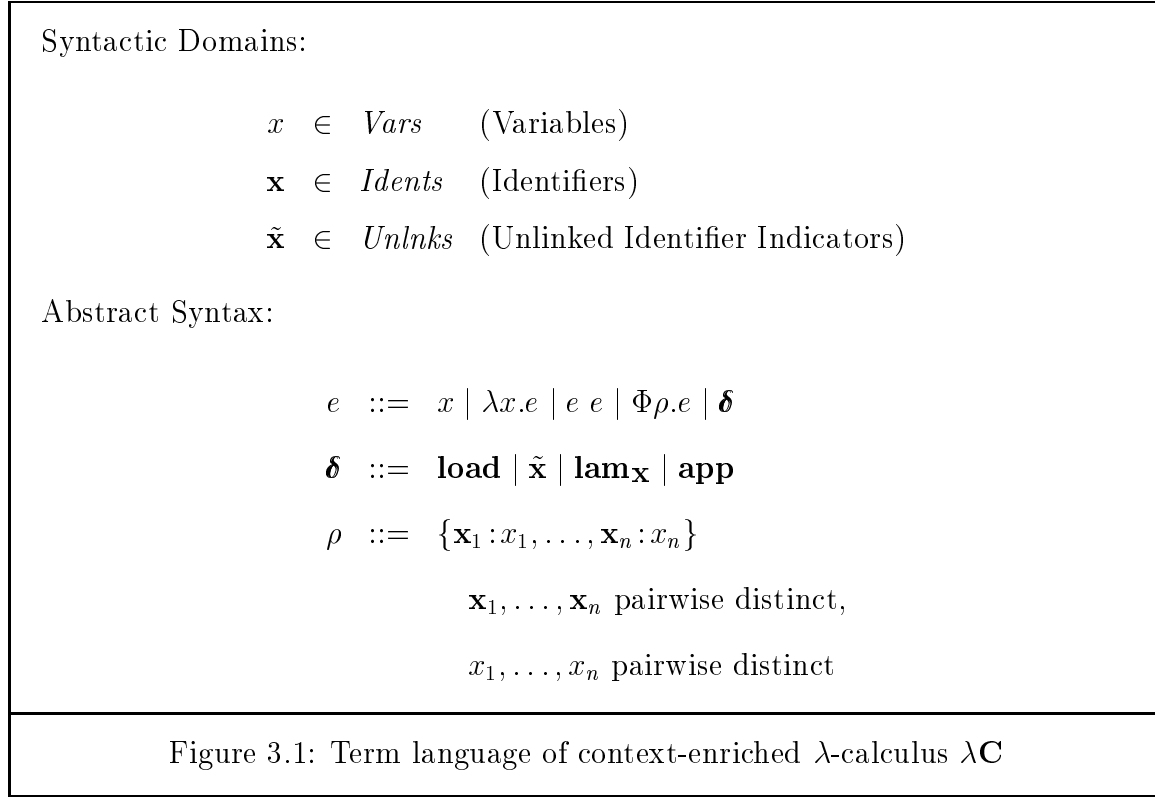 Syntactic Domains:
x ∈ Vars (Variables)
𝐱 ∈ Idents (Identifiers)
𝐱̃ ∈ Unlnks (Unlinked Identifier Indicators)
Abstract Syntax:
e ::= x | λx.e | e e | Φρ.e | 𝛅
𝛅 ::= load | 𝐱̃ | lam𝐱 | app
ρ ::= {𝐱₁:x₁, . . . , 𝐱ₙ:xₙ}
𝐱₁, . . . , 𝐱ₙ pairwise distinct,
x₁, . . . , xₙ pairwise distinct
Figure 3.1: Term language of context-enriched λ-calculus λ𝐂